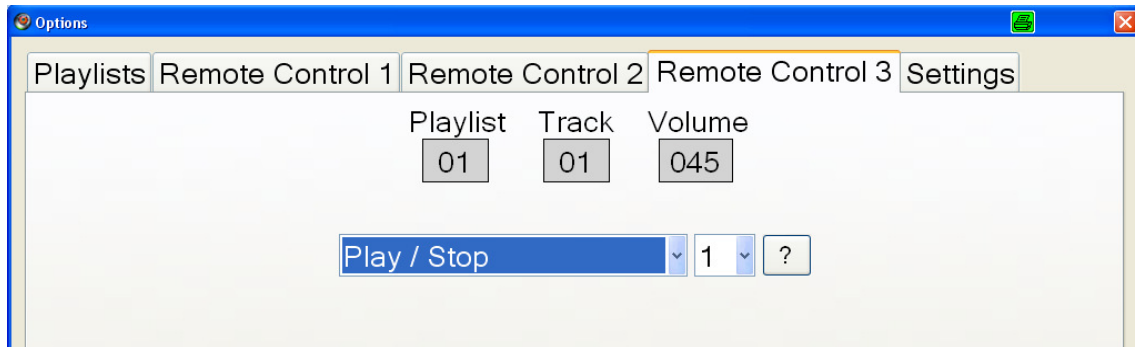 Options
Playlists Remote Control 1 Remote Control 2 Remote Control 3 Settings
Playlist Track Volume
01 01 045
Play / Stop 1 ?